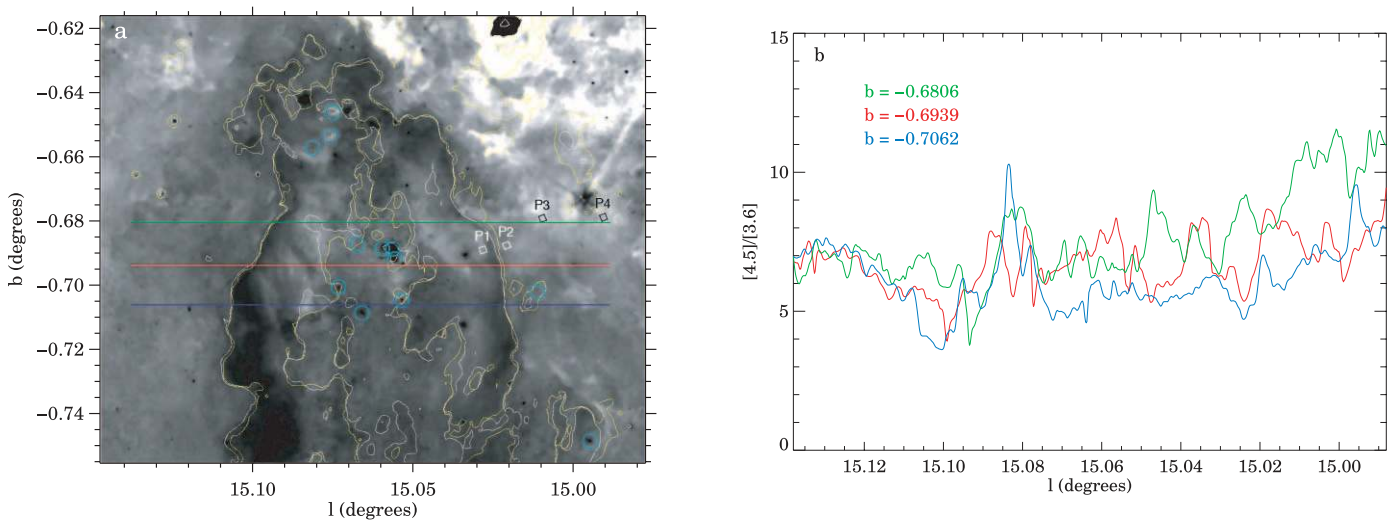 a
−0.62
−0.64
−0.66
−0.68
−0.70
−0.72
−0.74
b (degrees)
P3
P4
P1
P2
15.10
15.05
15.00
l (degrees)
b
15
10
5
0
[4.5]/[3.6]
b = −0.6806
b = −0.6939
b = −0.7062
15.12
15.10
15.08
15.06
15.04
15.02
15.00
l (degrees)